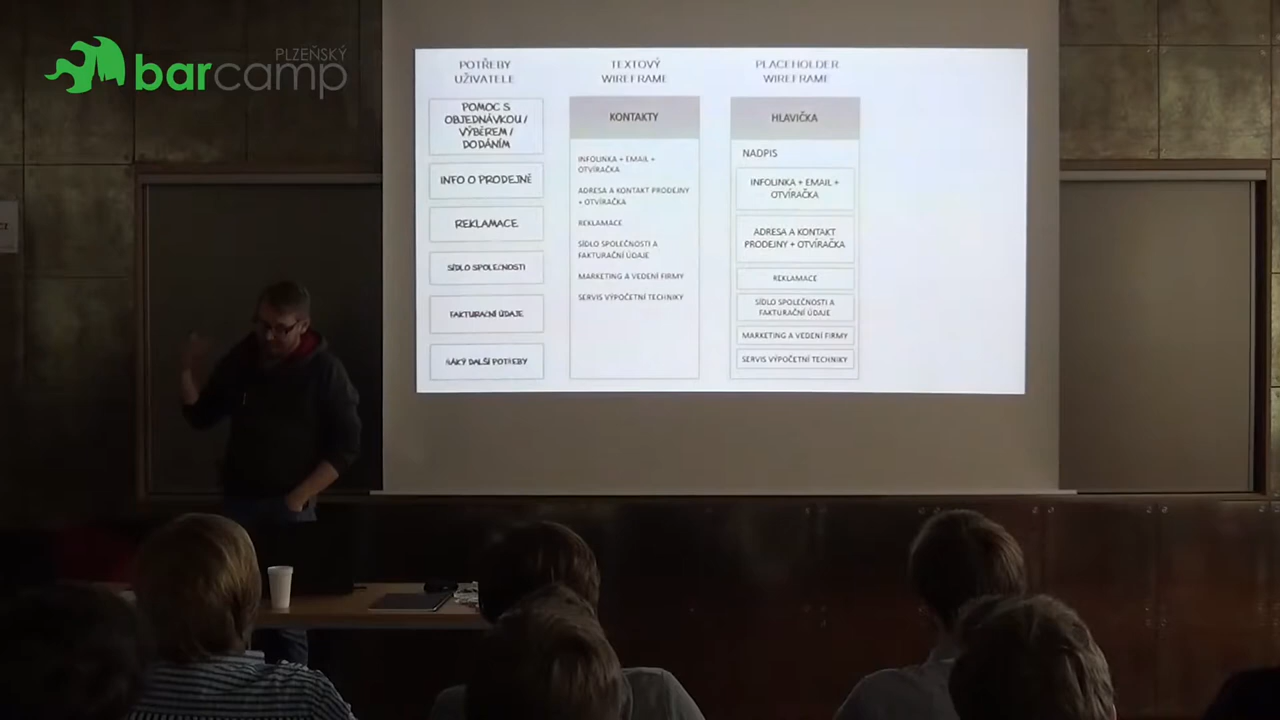 PLZEŇSKÝ
barcamp
POTŘEBY
UŽIVATELE
POMOC S
OBJEDNÁVKOU /
VÝBĚREM /
DODÁNÍM
INFO O PRODEJNĚ
REKLAMACE
SÍDLO SPOLEČNOSTI
FAKTURAČNÍ ÚDAJE
ŇÁKÝ DALŠÍ POTŘEBY
TEXTOVÝ
WIREFRAME
KONTAKTY
INFOLINKA + EMAIL +
OTVÍRAČKA
ADRESA A KONTAKT PRODEJNY
+ OTVÍRAČKA
REKLAMACE
SÍDLO SPOLEČNOSTI A
FAKTURAČNÍ ÚDAJE
MARKETING A VEDENÍ FIRMY
SERVIS VÝPOČETNÍ TECHNIKY
PLACEHOLDER
WIREFRAME
HLAVIČKA
NADPIS
INFOLINKA + EMAIL +
OTVÍRAČKA
ADRESA A KONTAKT
PRODEJNY + OTVÍRAČKA
REKLAMACE
SÍDLO SPOLEČNOSTI A
FAKTURAČNÍ ÚDAJE
MARKETING A VEDENÍ FIRMY
SERVIS VÝPOČETNÍ TECHNIKY